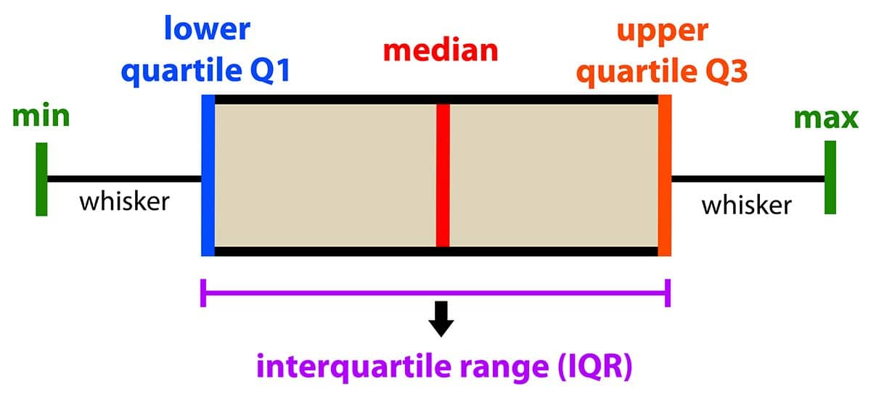 lower
quartile Q1
median
upper
quartile Q3
min
max
whisker
whisker
interquartile range (IQR)